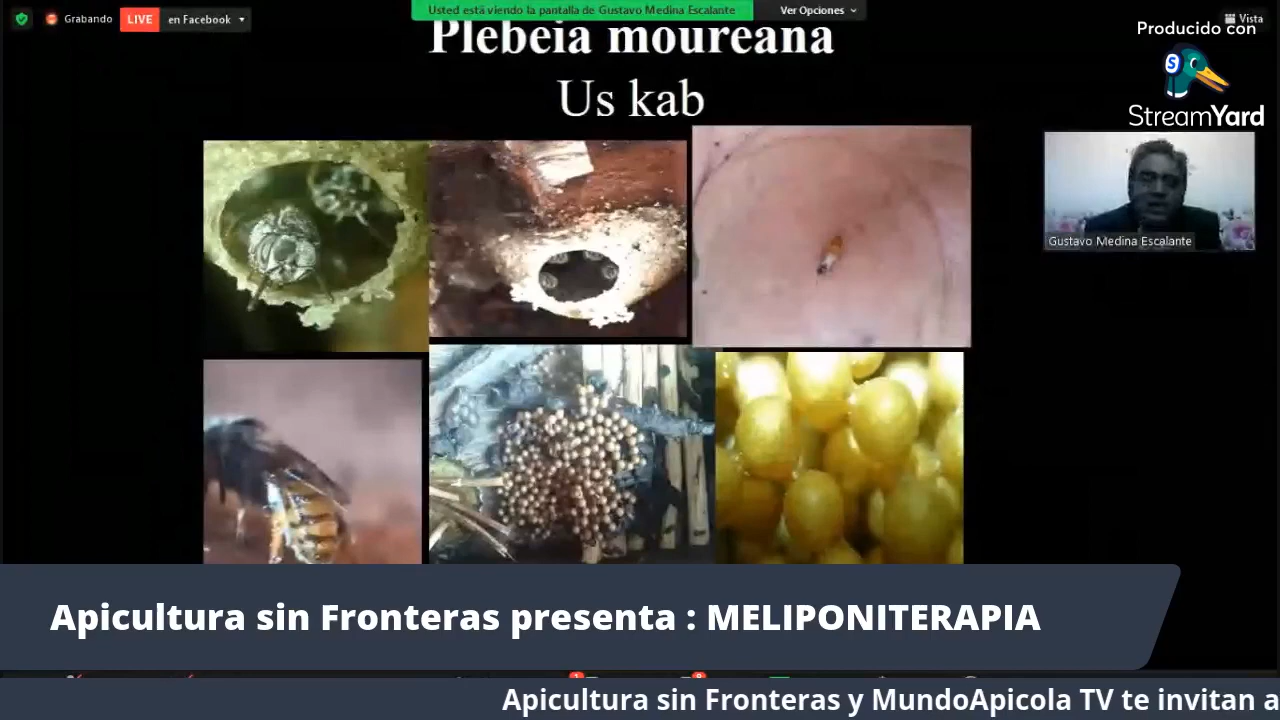 Grabando
LIVE
en Facebook
Usted está viendo la pantalla de Gustavo Medina Escalante
Ver Opciones
Vista
Producido con
S
StreamYard
Plebeia moureana
Us kab
Gustavo Medina Escalante
Apicultura sin Fronteras presenta : MELIPONITERAPIA
Apicultura sin Fronteras y MundoApicola TV te invitan a